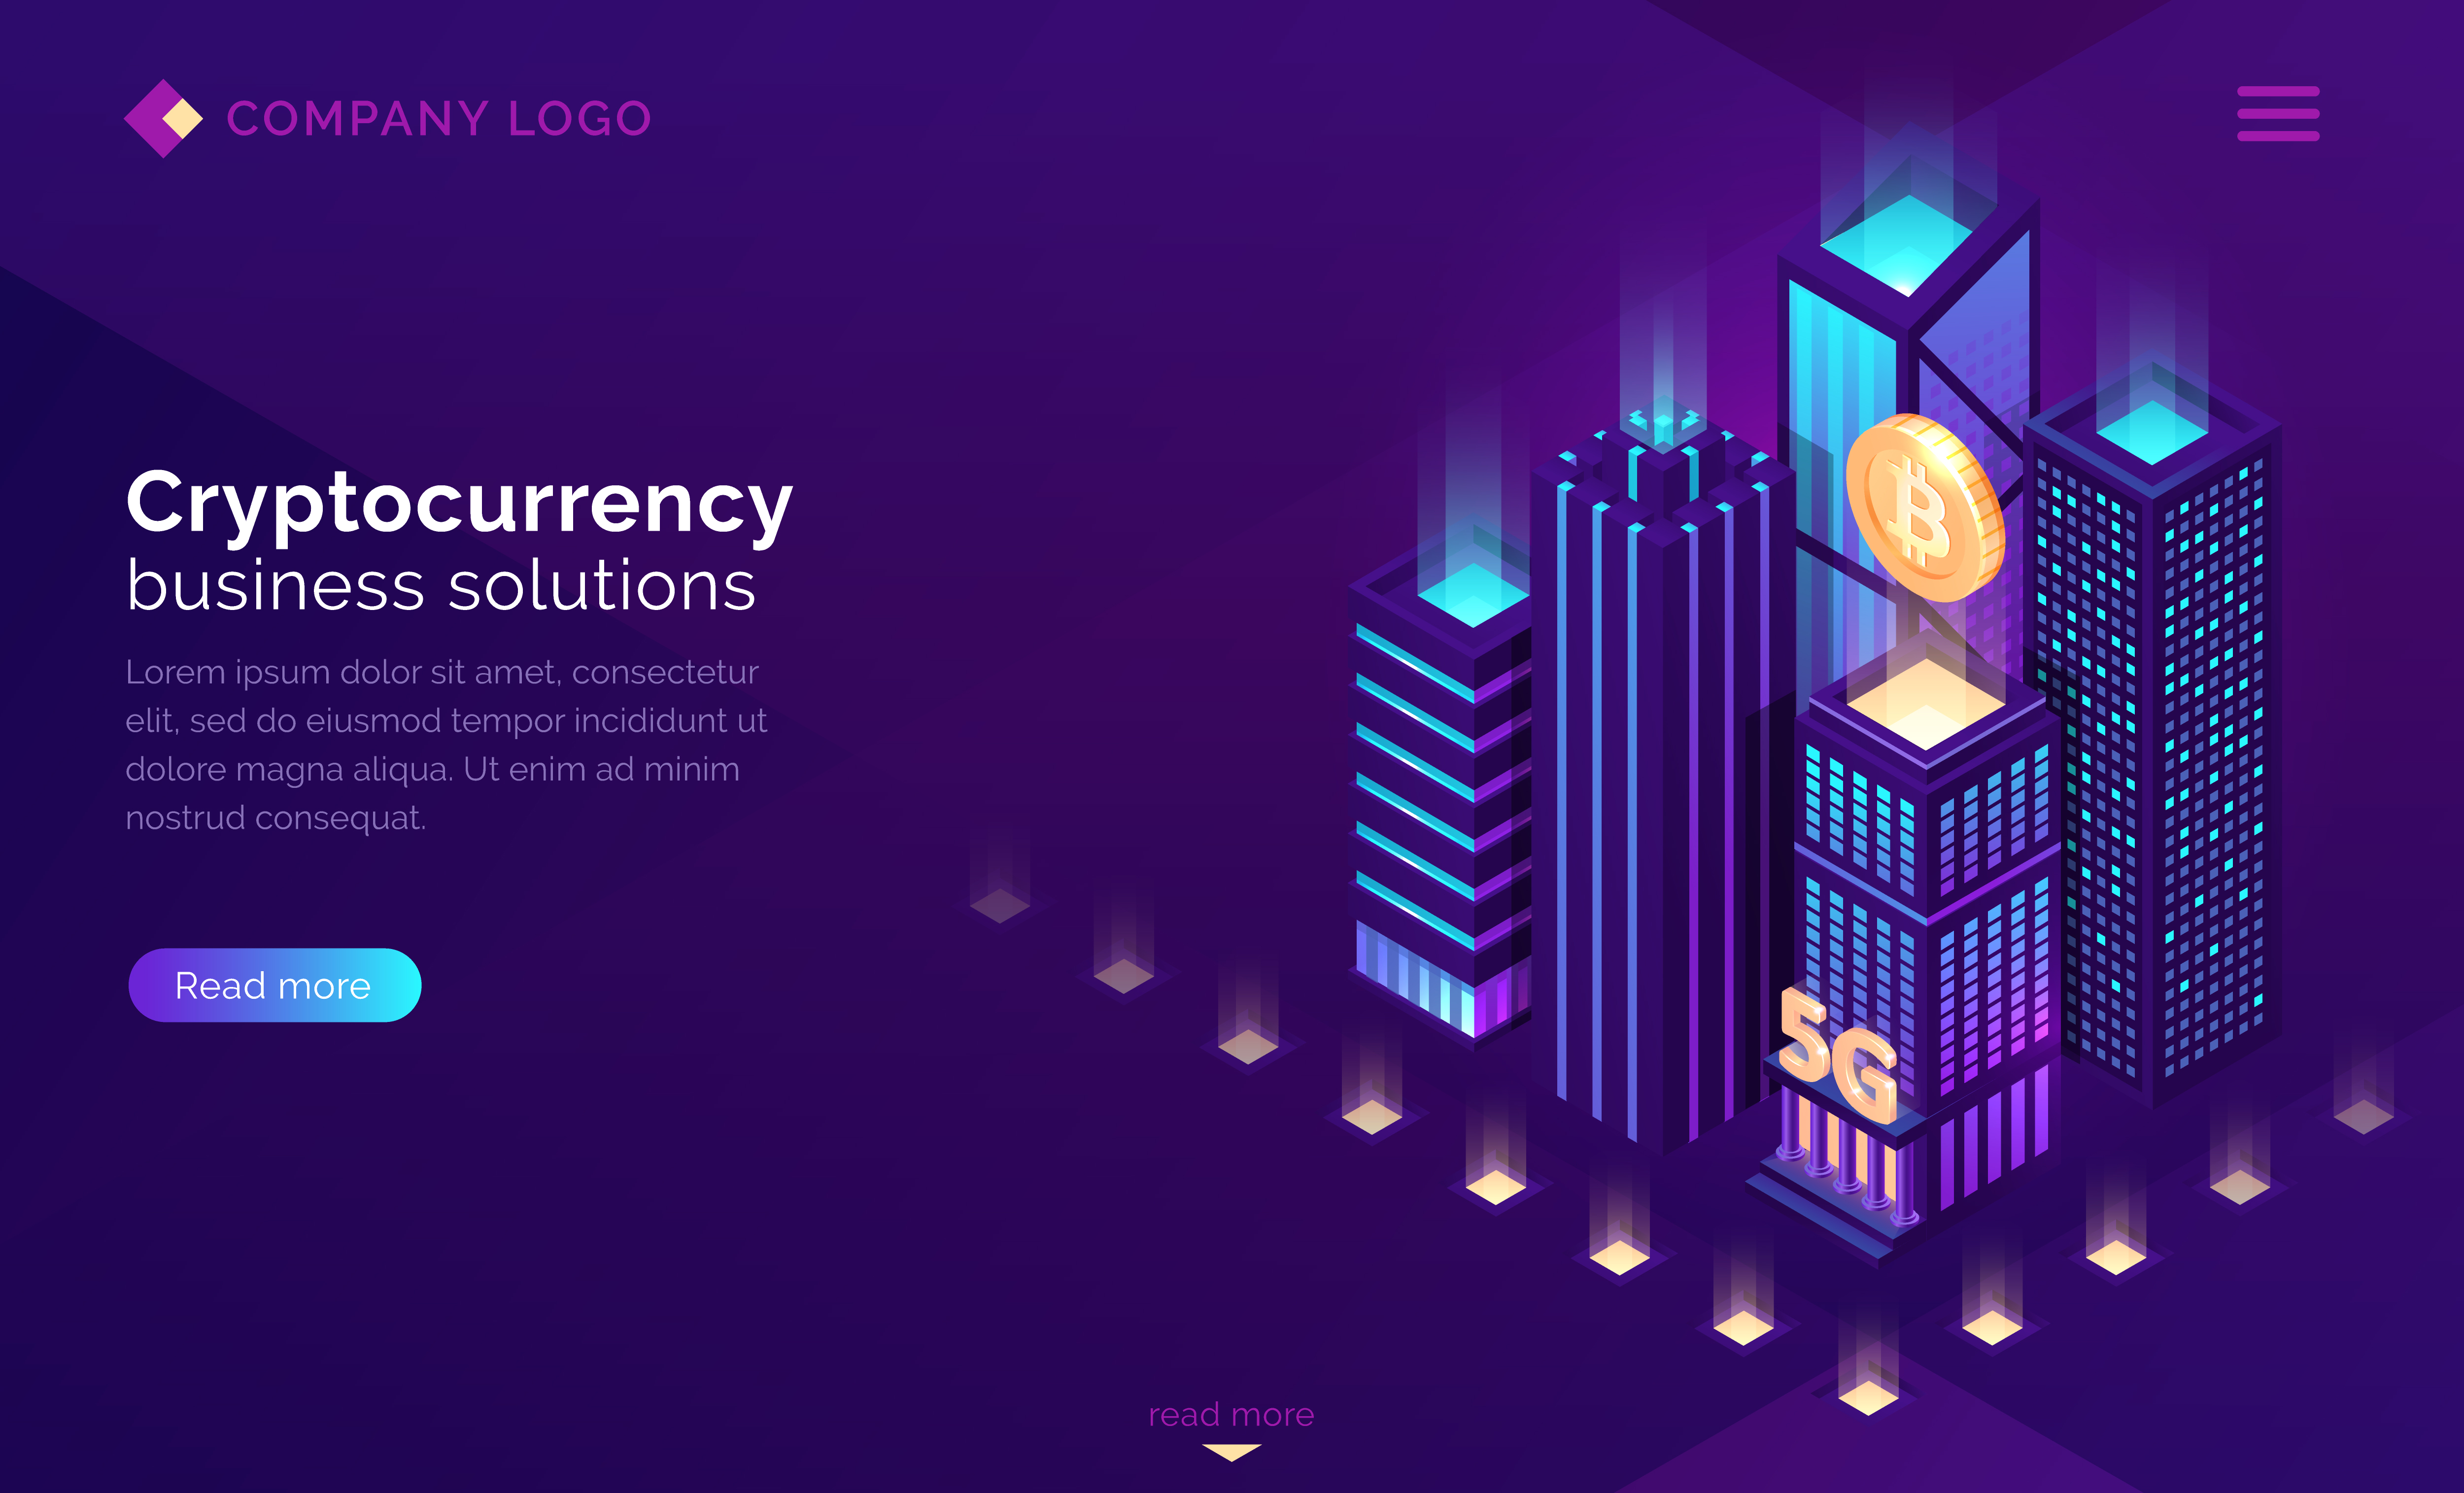 COMPANY LOGO
Cryptocurrency
business solutions
Lorem ipsum dolor sit amet, consectetur
elit, sed do eiusmod tempor incididunt ut
dolore magna aliqua. Ut enim ad minim
nostrud consequat.
Read more
5G
read more